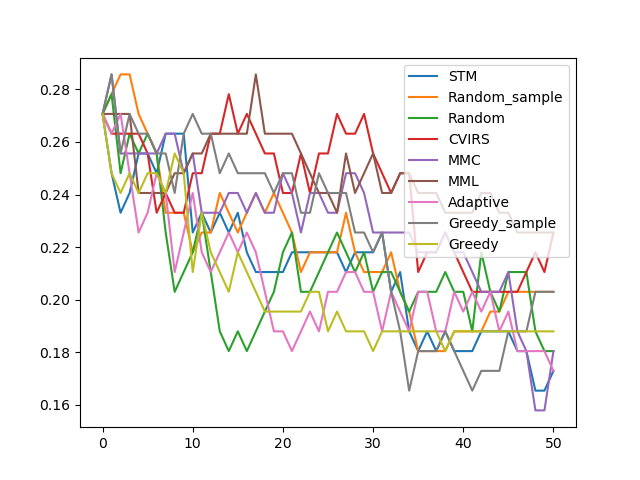 0.28
0.26
0.24
0.22
0.20
0.18
0.16
0
10
20
30
40
50
STM
Random_sample
Random
CVIRS
MMC
MML
Adaptive
Greedy_sample
Greedy